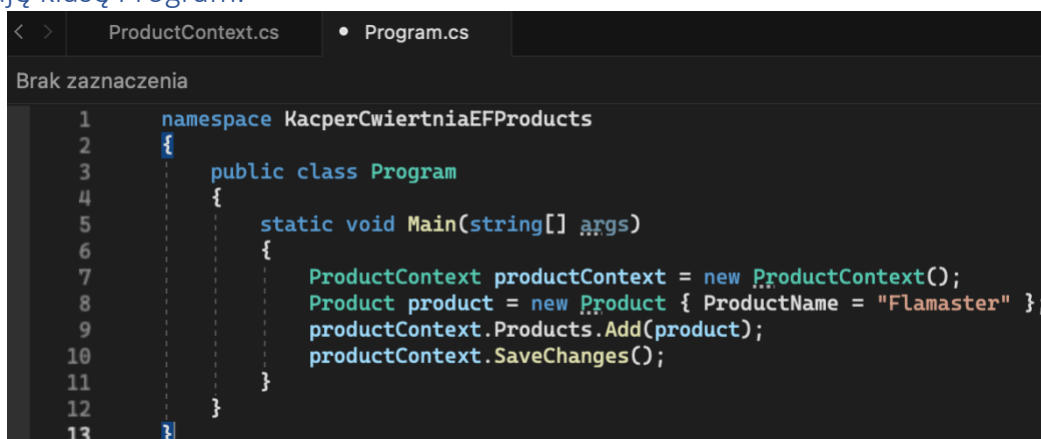 klasę Program.
< > ProductContext.cs • Program.cs
Brak zaznaczenia
1 namespace KacperCwiertniaEFProducts
2 {
3 public class Program
4 {
5 static void Main(string[] args)
6 {
7 ProductContext productContext = new ProductContext();
8 Product product = new Product { ProductName = "Flamaster" };
9 productContext.Products.Add(product);
10 productContext.SaveChanges();
11 }
12 }
13 }